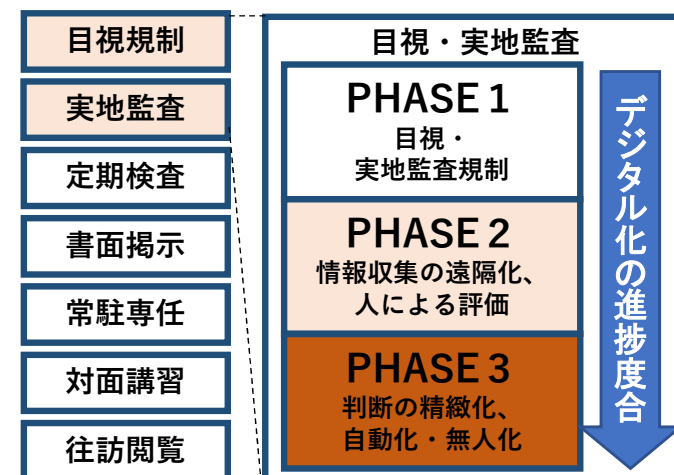 目視規制
実地監査
定期検査
書面掲示
常駐専任
対面講習
往訪閲覧
目視・実地監査
PHASE 1
目視・
実地監査規制
PHASE 2
情報収集の遠隔化、
人による評価
PHASE 3
判断の精緻化、
自動化・無人化
デジタル化の進捗度合